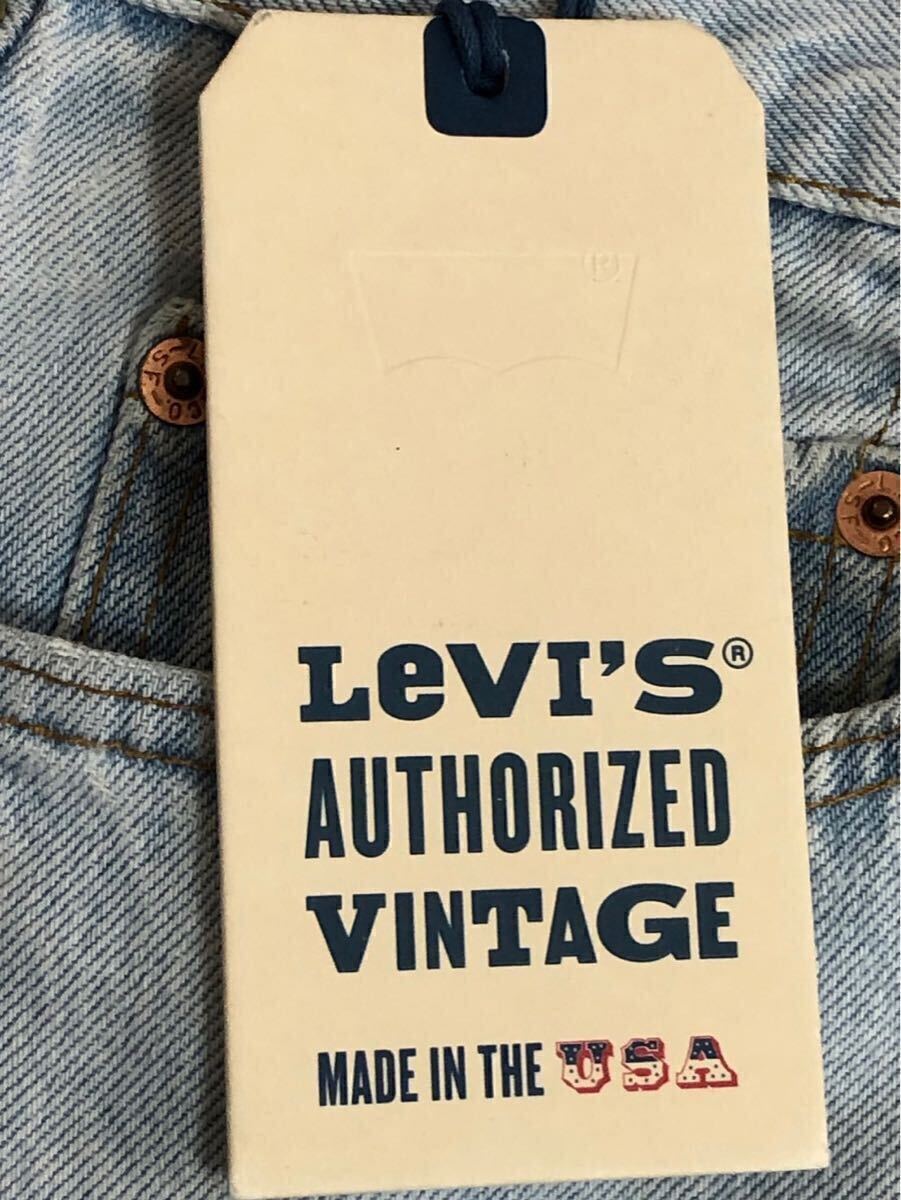 ®
LEVI'S®
AUTHORIZED
VINTAGE
MADE IN THE USA